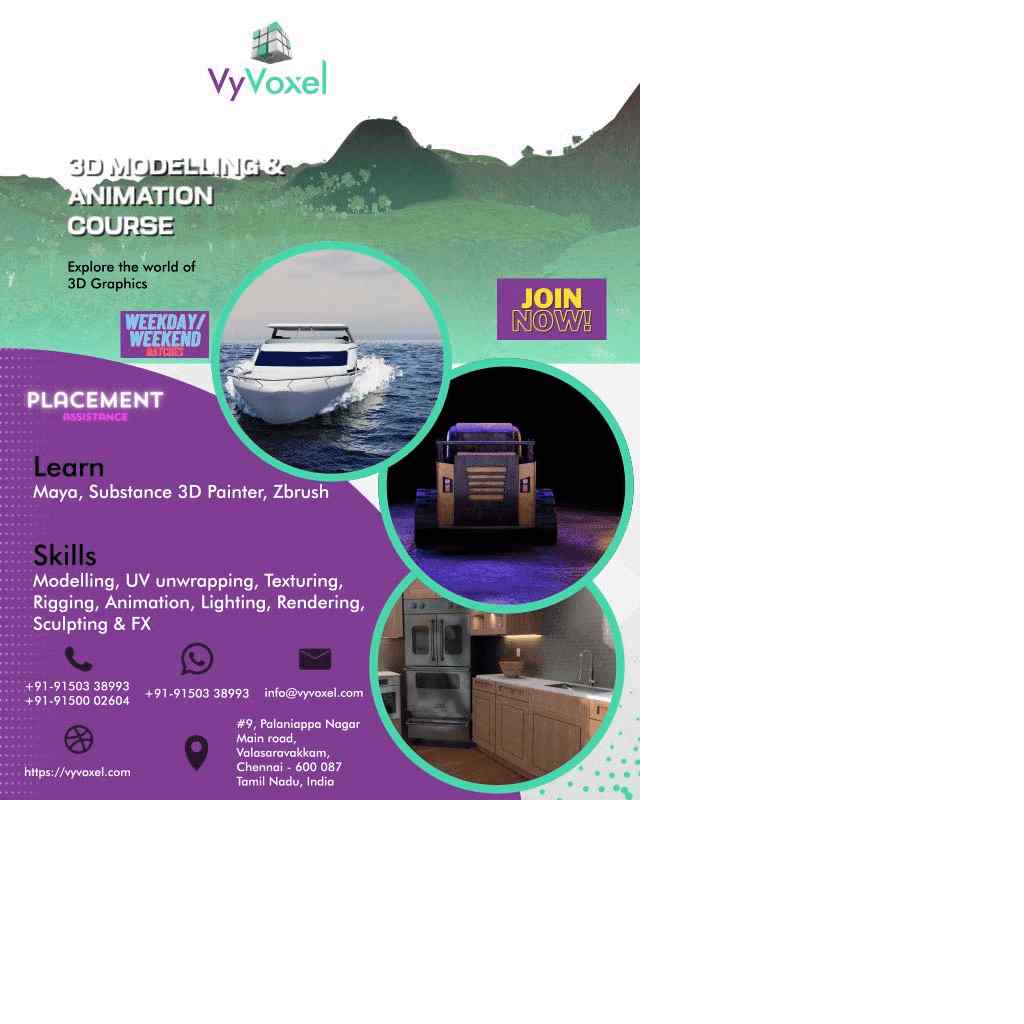 VyVoxel
3D MODELLING &
ANIMATION
COURSE
Explore the world of
3D Graphics
WEEKDAY/
WEEKEND
BATCHES
JOIN
NOW!
PLACEMENT
ASSISTANCE
Learn
Maya, Substance 3D Painter, Zbrush
Skills
Modelling, UV unwrapping, Texturing,
Rigging, Animation, Lighting, Rendering,
Sculpting & FX
+91-91503 38993
+91-91500 02604
+91-91503 38993
info@vyvoxel.com
https://vyvoxel.com
#9, Palaniappa Nagar
Main road,
Valasaravakkam,
Chennai - 600 087
Tamil Nadu, India